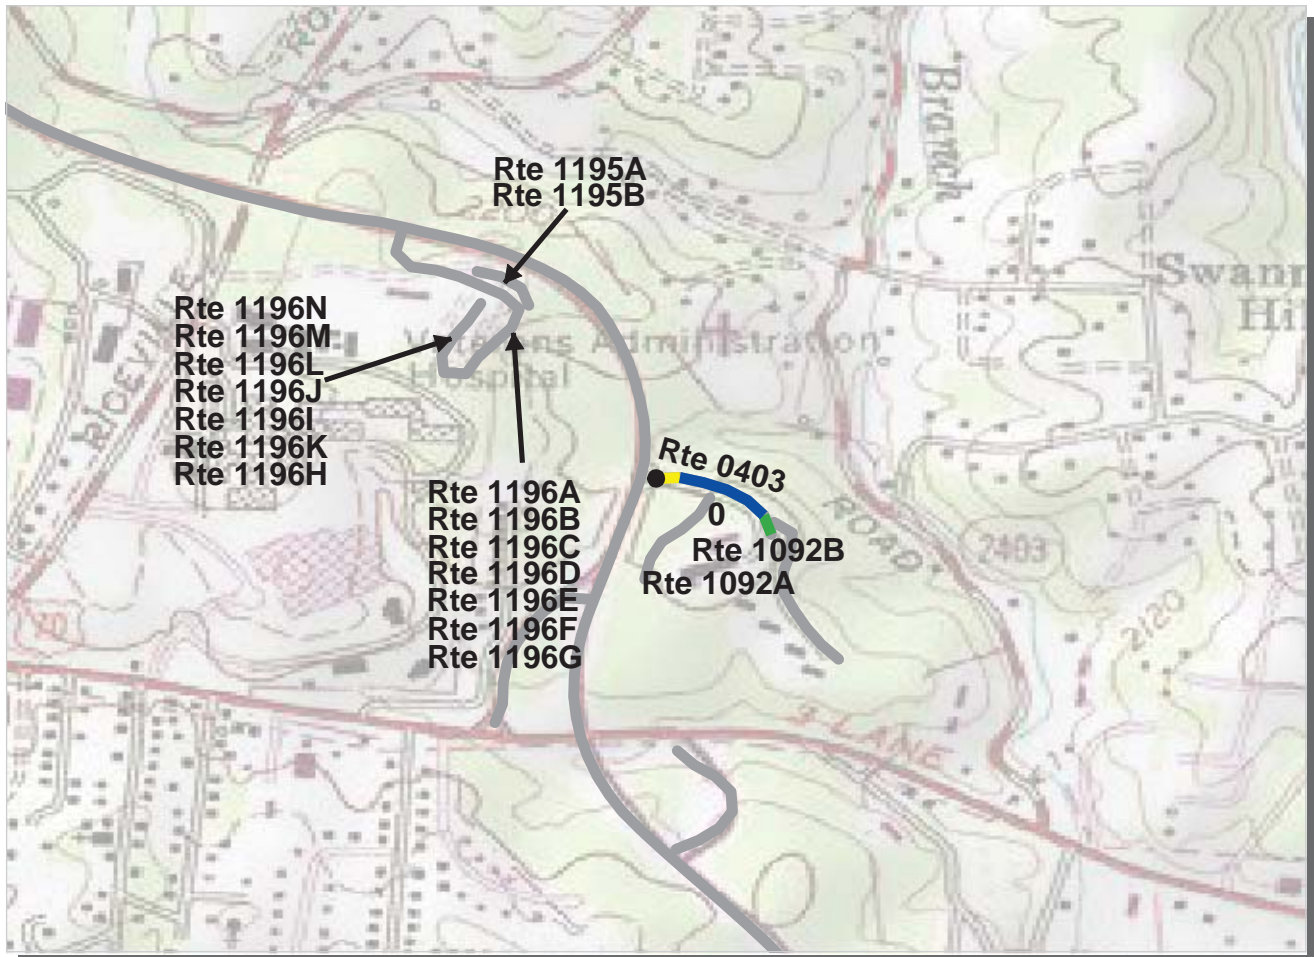 Branch
Rte 1195A
Rte 1195B
2200
Swann
Hi
Rte 1196N
Rte 1196M
Rte 1196L
Rte 1196J
Rte 1196I
Rte 1196K
Rte 1196H
Veterans Administration
Hospital
Rte 0403
0
Rte 1092B
Rte 1092A
ROAD
2403
Rte 1196A
Rte 1196B
Rte 1196C
Rte 1196D
Rte 1196E
Rte 1196F
Rte 1196G
2120
3-LANE